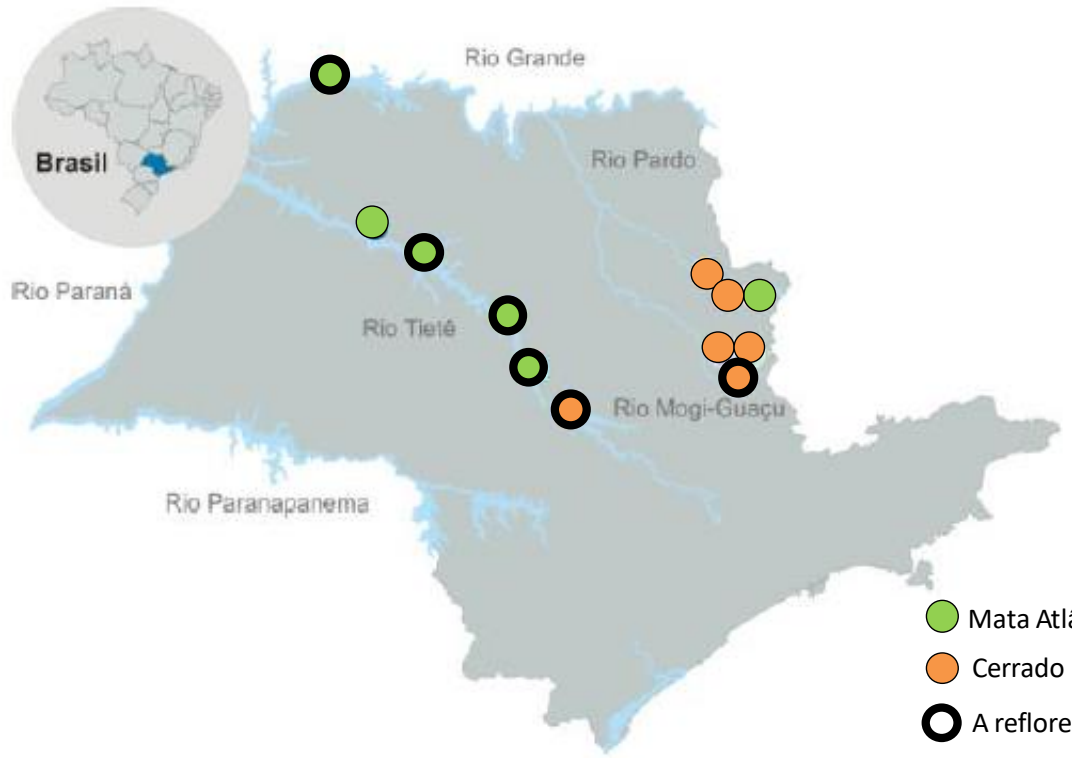 Rio Grande
Brasil
Rio Pardo
Rio Paraná
Rio Tietê
Rio Mogi-Guaçu
Rio Paranapanema
Mata Atlâ
Cerrado
A reflore